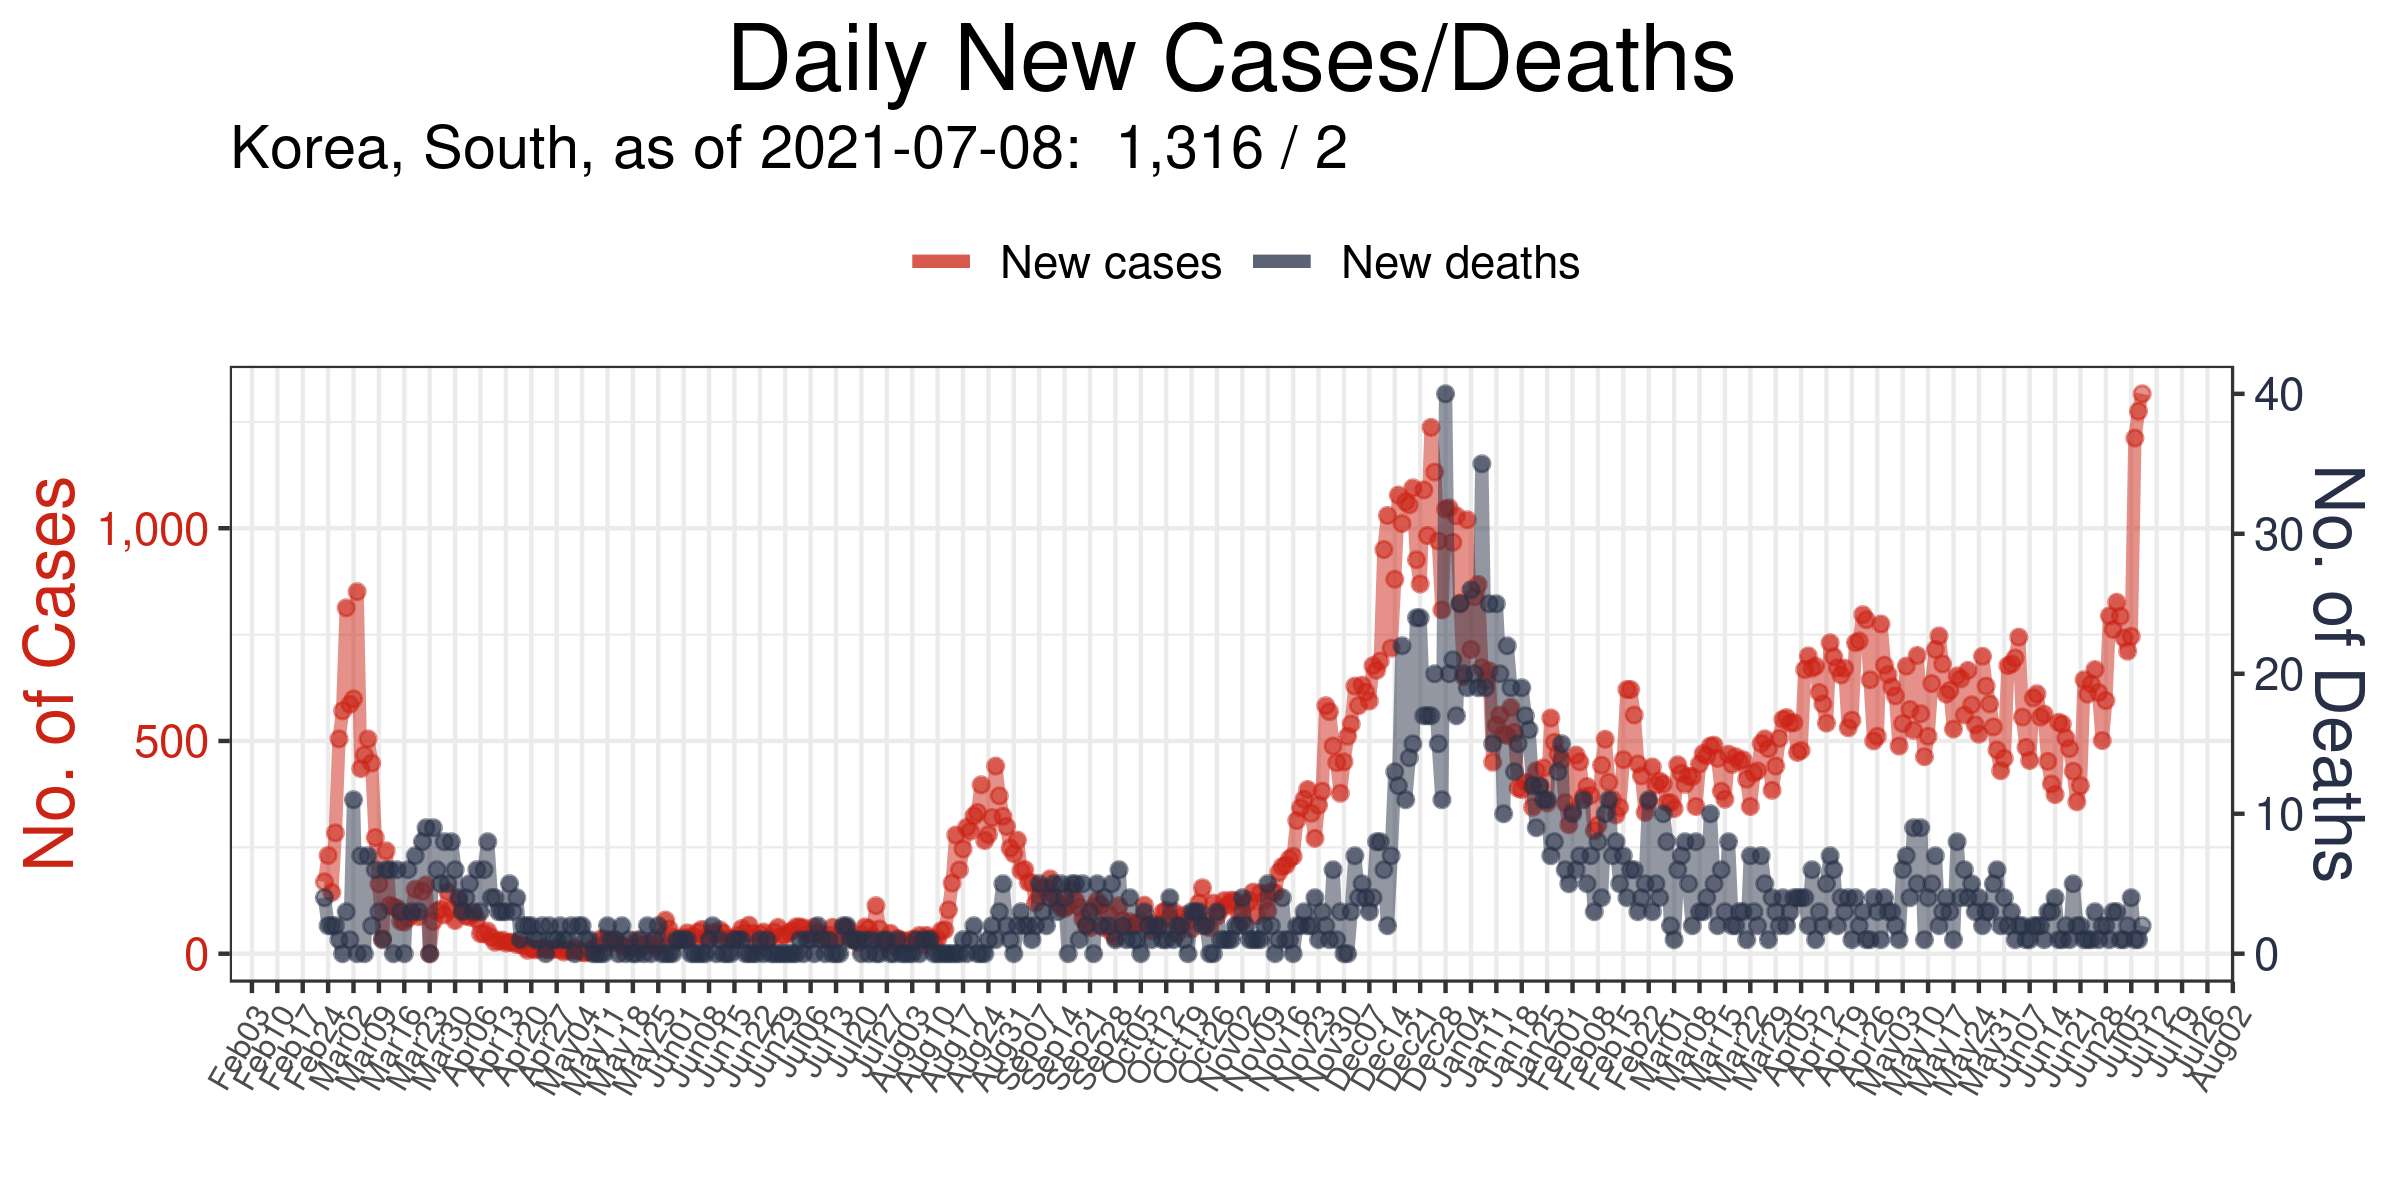 Daily New Cases/Deaths
Korea, South, as of 2021-07-08: 1,316 / 2
New cases
New deaths
No. of Cases
1,000
500
0
40
30
20
10
0
No. of Deaths
Feb03
Feb10
Feb17
Feb24
Mar02
Mar09
Mar16
Mar23
Mar30
Apr06
Apr13
Apr20
Apr27
May04
May11
May18
May25
Jun01
Jun08
Jun15
Jun22
Jun29
Jul06
Jul13
Jul20
Jul27
Aug03
Aug10
Aug17
Aug24
Aug31
Sep07
Sep14
Sep21
Sep28
Oct05
Oct12
Oct19
Oct26
Nov02
Nov09
Nov16
Nov23
Nov30
Dec07
Dec14
Dec21
Dec28
Jan04
Jan11
Jan18
Jan25
Feb01
Feb08
Feb15
Feb22
Mar01
Mar08
Mar15
Mar22
Mar29
Apr05
Apr12
Apr19
Apr26
May03
May10
May17
May24
May31
Jun07
Jun14
Jun21
Jun28
Jul05
Jul12
Jul19
Jul26
Aug02